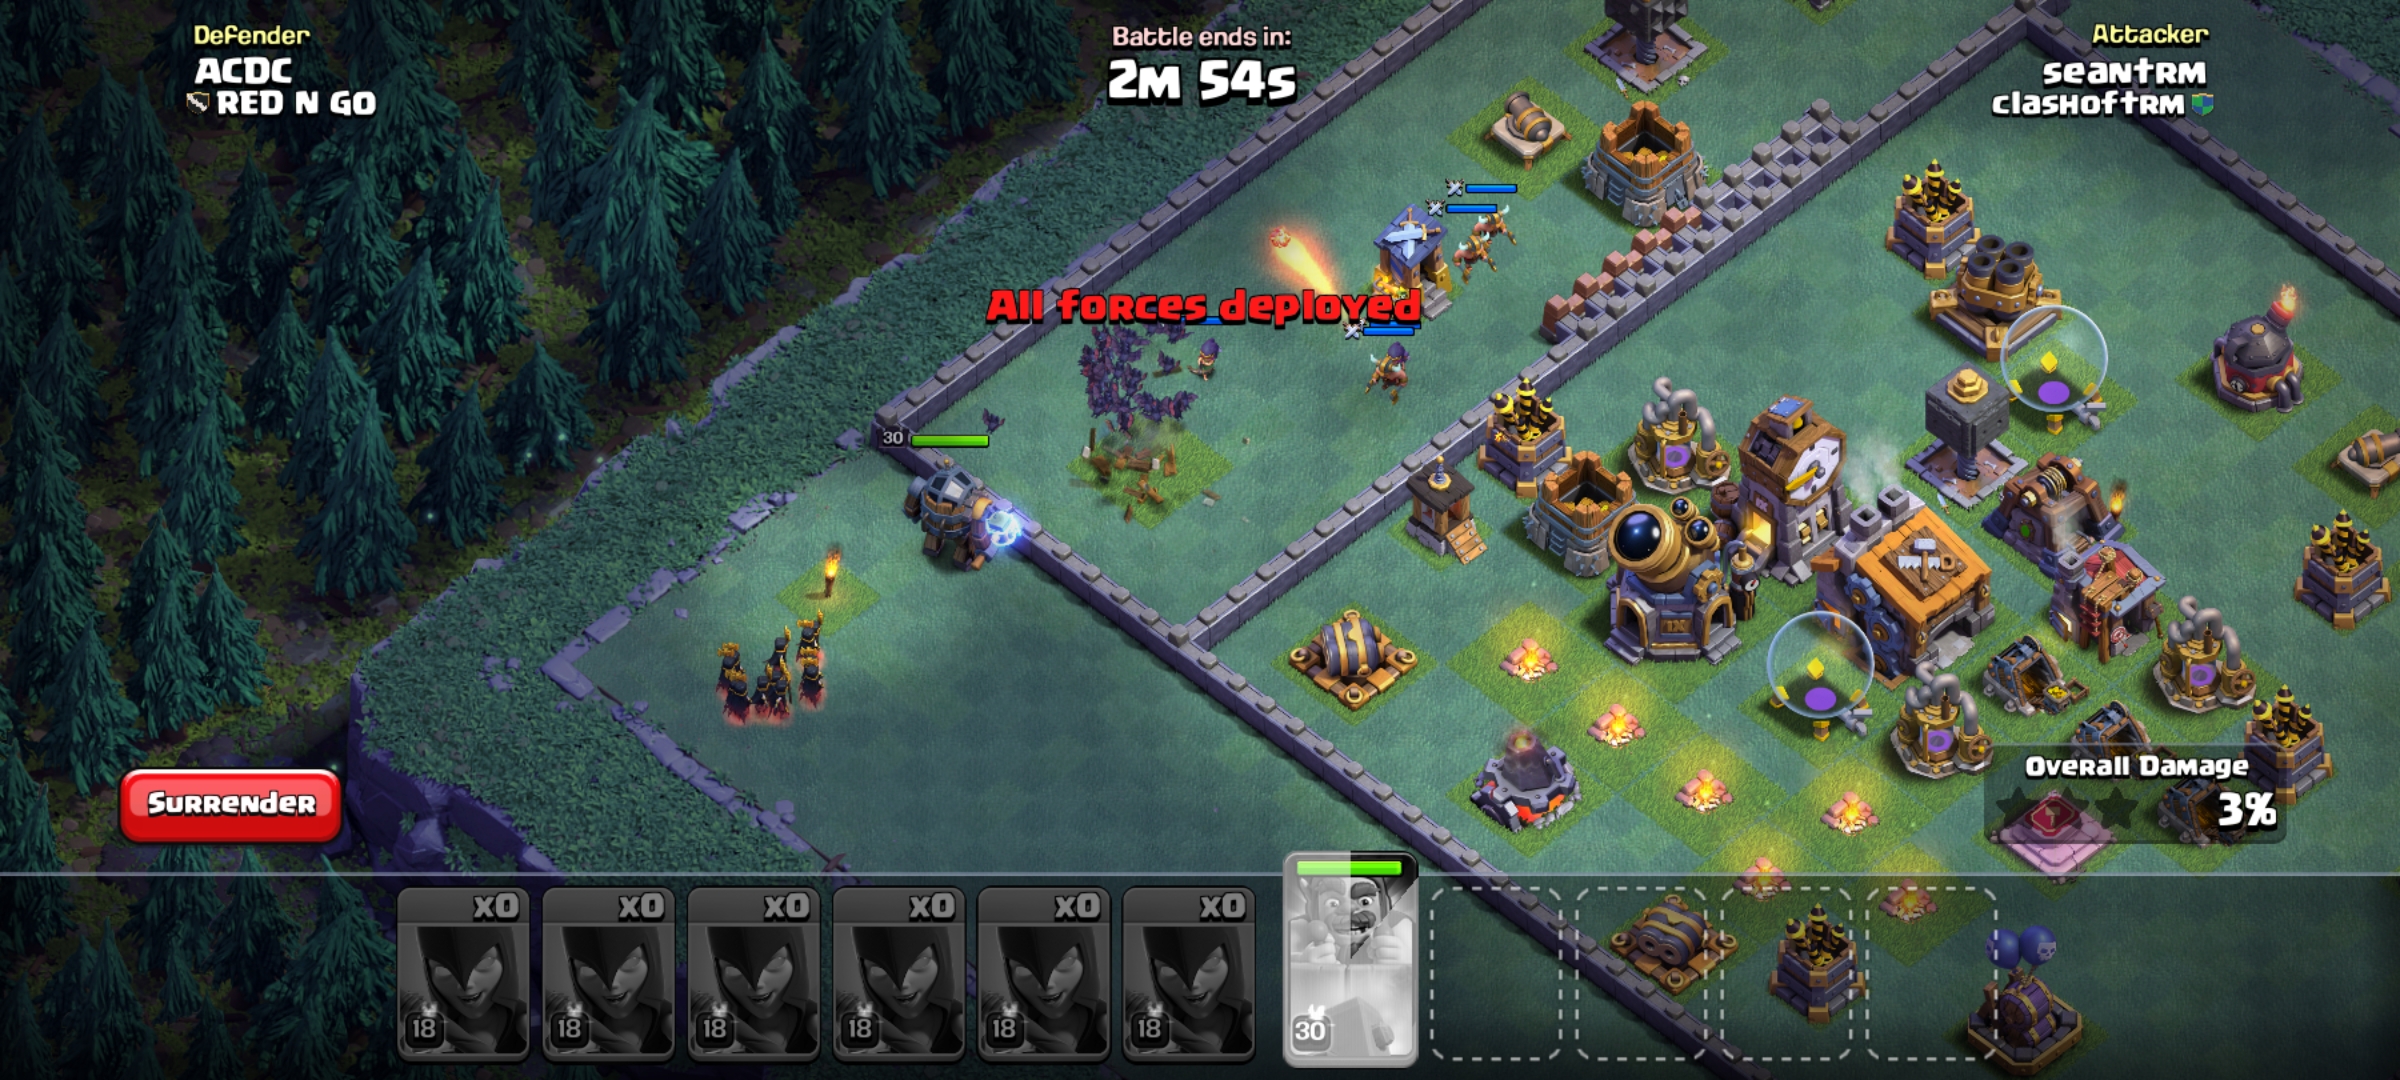 Defender
ACDC
RED N GO
Battle ends in:
2M 54S
Attacker
seantRM
clashoftRM
All forces deployed
30
Surrender
Overall Damage
3%
x0
x0
x0
x0
x0
x0
18
18
18
18
18
18
30